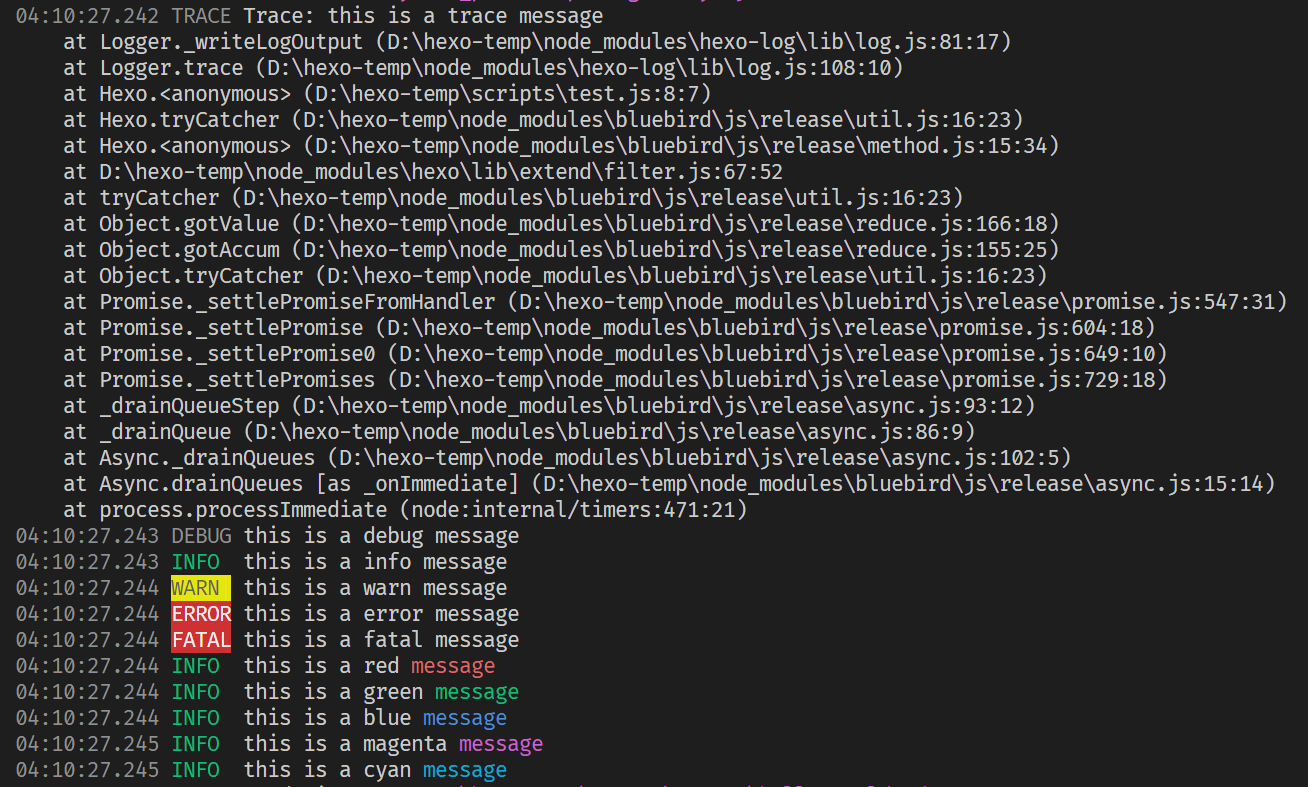 04:10:27.242 TRACE Trace: this is a trace message
    at Logger._writeLogOutput (D:\hexo-temp\node_modules\hexo-log\lib\log.js:81:17)
    at Logger.trace (D:\hexo-temp\node_modules\hexo-log\lib\log.js:108:10)
    at Hexo.<anonymous> (D:\hexo-temp\scripts\test.js:8:7)
    at Hexo.tryCatcher (D:\hexo-temp\node_modules\bluebird\js\release\util.js:16:23)
    at Hexo.<anonymous> (D:\hexo-temp\node_modules\bluebird\js\release\method.js:15:34)
    at D:\hexo-temp\node_modules\hexo\lib\extend\filter.js:67:52
    at tryCatcher (D:\hexo-temp\node_modules\bluebird\js\release\util.js:16:23)
    at Object.gotValue (D:\hexo-temp\node_modules\bluebird\js\release\reduce.js:166:18)
    at Object.gotAccum (D:\hexo-temp\node_modules\bluebird\js\release\reduce.js:155:25)
    at Object.tryCatcher (D:\hexo-temp\node_modules\bluebird\js\release\util.js:16:23)
    at Promise._settlePromiseFromHandler (D:\hexo-temp\node_modules\bluebird\js\release\promise.js:547:31)
    at Promise._settlePromise (D:\hexo-temp\node_modules\bluebird\js\release\promise.js:604:18)
    at Promise._settlePromise0 (D:\hexo-temp\node_modules\bluebird\js\release\promise.js:649:10)
    at Promise._settlePromises (D:\hexo-temp\node_modules\bluebird\js\release\promise.js:729:18)
    at _drainQueueStep (D:\hexo-temp\node_modules\bluebird\js\release\async.js:93:12)
    at _drainQueue (D:\hexo-temp\node_modules\bluebird\js\release\async.js:86:9)
    at Async._drainQueues (D:\hexo-temp\node_modules\bluebird\js\release\async.js:102:5)
    at Async.drainQueues [as _onImmediate] (D:\hexo-temp\node_modules\bluebird\js\release\async.js:15:14)
    at process.processImmediate (node:internal/timers:471:21)
04:10:27.243 DEBUG this is a debug message
04:10:27.243 INFO  this is a info message
04:10:27.244 WARN  this is a warn message
04:10:27.244 ERROR this is a error message
04:10:27.244 FATAL this is a fatal message
04:10:27.244 INFO  this is a red message
04:10:27.244 INFO  this is a green message
04:10:27.244 INFO  this is a blue message
04:10:27.245 INFO  this is a magenta message
04:10:27.245 INFO  this is a cyan message